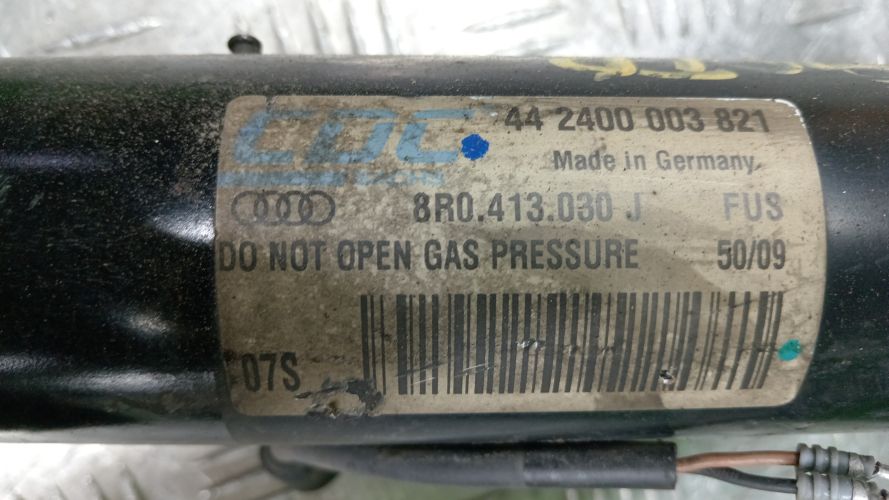 CDC 44 2400 003 821
Made in Germany
8R0.413.030 J FUS
DO NOT OPEN GAS PRESSURE 50/09
07S